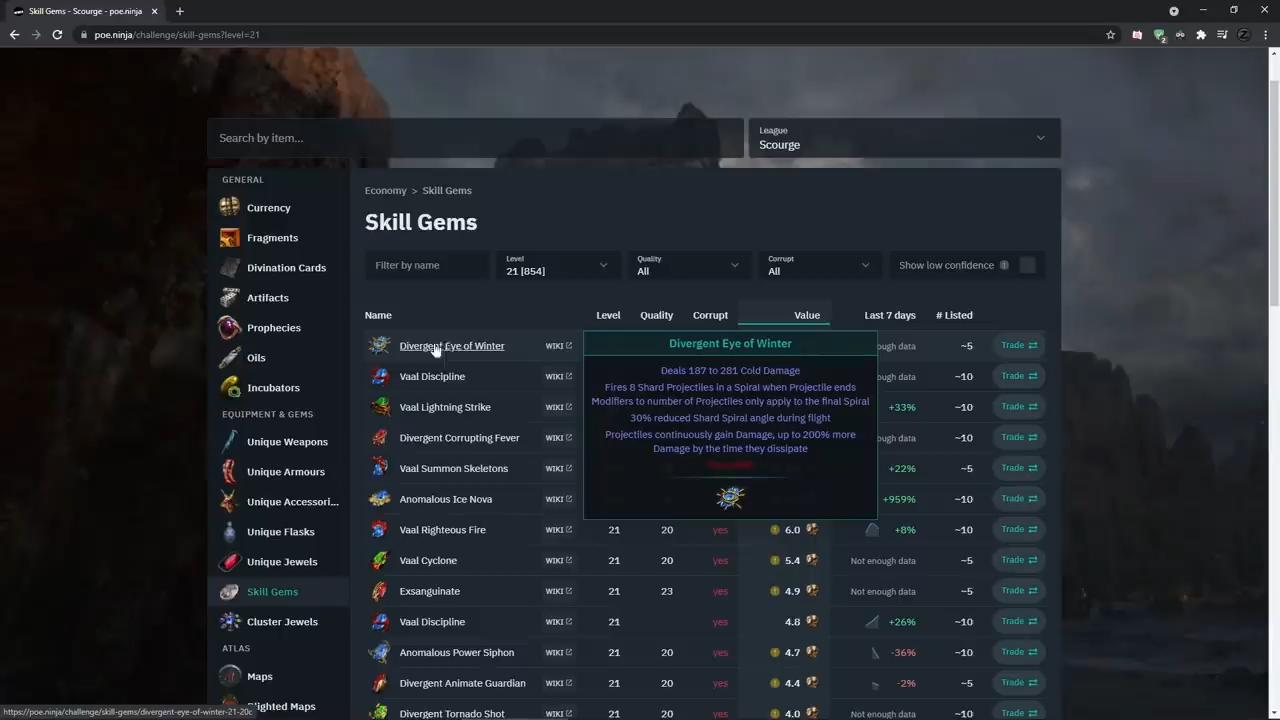 Skill Gems - Scourge - poe.ninja
poe.ninja/challenge/skill-gems?level=21
Search by item...
League
Scourge
GENERAL
Currency
Fragments
Divination Cards
Artifacts
Prophecies
Oils
Incubators
EQUIPMENT & GEMS
Unique Weapons
Unique Armours
Unique Accessori...
Unique Flasks
Unique Jewels
Skill Gems
Cluster Jewels
ATLAS
Maps
Blighted Maps
Economy > Skill Gems
Skill Gems
Filter by name
Level
21 [854]
Quality
All
Corrupt
All
Show low confidence
Name Level Quality Corrupt Value Last 7 days # Listed
Divergent Eye of Winter WIKI ough data ~5 Trade
Vaal Discipline WIKI ~10 Trade
Vaal Lightning Strike WIKI +33% ~10 Trade
Divergent Corrupting Fever WIKI ough data ~10 Trade
Vaal Summon Skeletons WIKI +22% ~5 Trade
Anomalous Ice Nova WIKI +959% ~10 Trade
Vaal Righteous Fire WIKI 21 20 yes 6.0 +8% ~10 Trade
Vaal Cyclone WIKI 21 20 yes 5.4 Not enough data ~5 Trade
Exsanguinate WIKI 21 23 yes 4.9 Not enough data ~5 Trade
Vaal Discipline WIKI 21 yes 4.8 +26% ~10 Trade
Anomalous Power Siphon WIKI 21 20 yes 4.7 -36% ~10 Trade
Divergent Animate Guardian WIKI 21 20 yes 4.4 -2% ~10 Trade
Divergent Tornado Shot WIKI 21 20 yes 4.0 Not enough data ~10 Trade
Divergent Eye of Winter
Deals 187 to 281 Cold Damage
Fires 8 Shard Projectiles in a Spiral when Projectile ends
Modifiers to number of Projectiles only apply to the final Spiral
30% reduced Shard Spiral angle during flight
Projectiles continuously gain Damage, up to 200% more
Damage by the time they dissipate
https://poe.ninja/challenge/skill-gems/divergent-eye-of-winter-21-20c